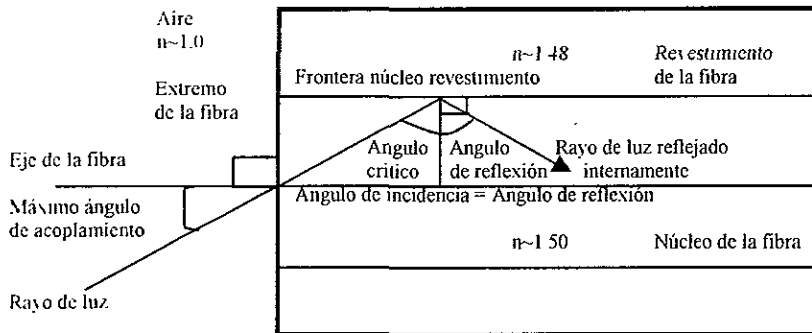 Aire
n~1.0
n~1 48
Revestimiento
de la fibra
Frontera núcleo revestimiento
Extremo
de la fibra
Eje de la fibra
Angulo
critico
Angulo
de reflexión
Rayo de luz reflejado
internamente
Máximo ángulo
de acoplamiento
Angulo de incidencia = Angulo de reflexión
n~1 50
Núcleo de la fibra
Rayo de luz